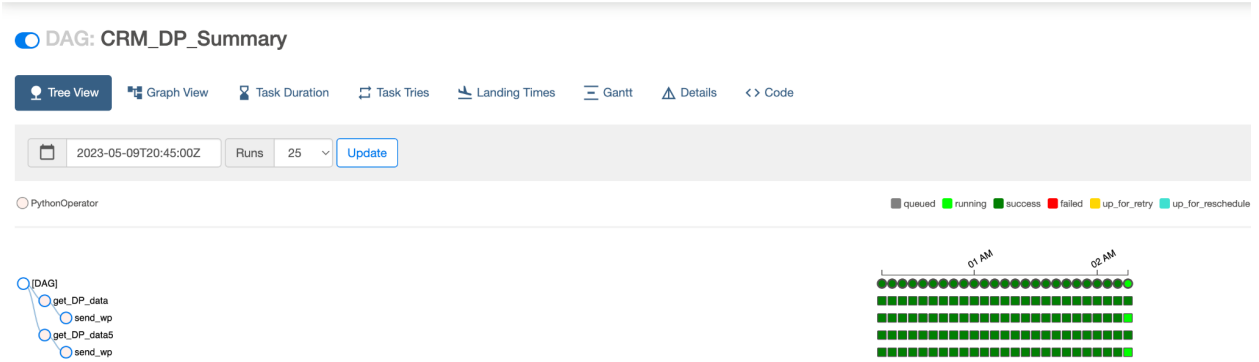 DAG: CRM_DP_Summary
Tree View Graph View Task Duration Task Tries Landing Times Gantt Details <> Code
2023-05-09T20:45:00Z Runs 25 Update
PythonOperator queued running success failed up_for_retry up_for_reschedule
01 AM 02 AM
[DAG]
get_DP_data
send_wp
get_DP_data5
send_wp